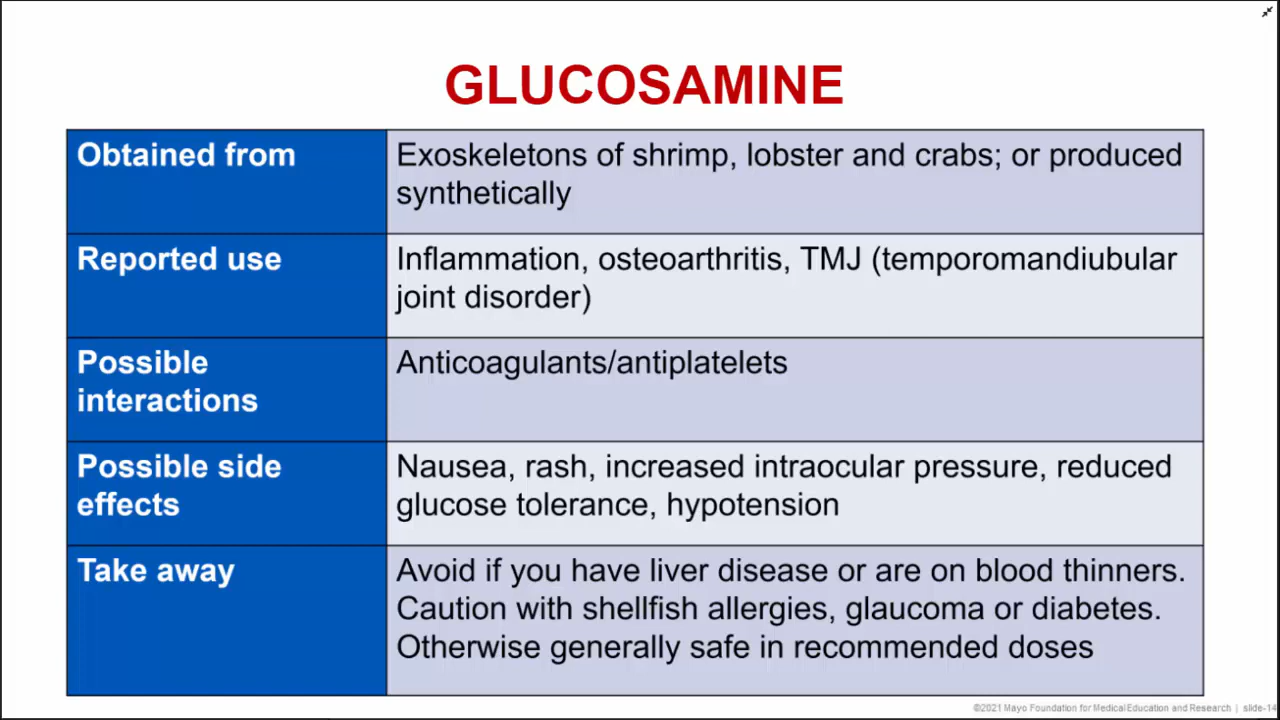 GLUCOSAMINE
Obtained from
Exoskeletons of shrimp, lobster and crabs; or produced
synthetically
Reported use
Inflammation, osteoarthritis, TMJ (temporomandiubular
joint disorder)
Possible
interactions
Anticoagulants/antiplatelets
Possible side
effects
Nausea, rash, increased intraocular pressure, reduced
glucose tolerance, hypotension
Take away
Avoid if you have liver disease or are on blood thinners.
Caution with shellfish allergies, glaucoma or diabetes.
Otherwise generally safe in recommended doses
©2021 Mayo Foundation for Medical Education and Research | slide-14